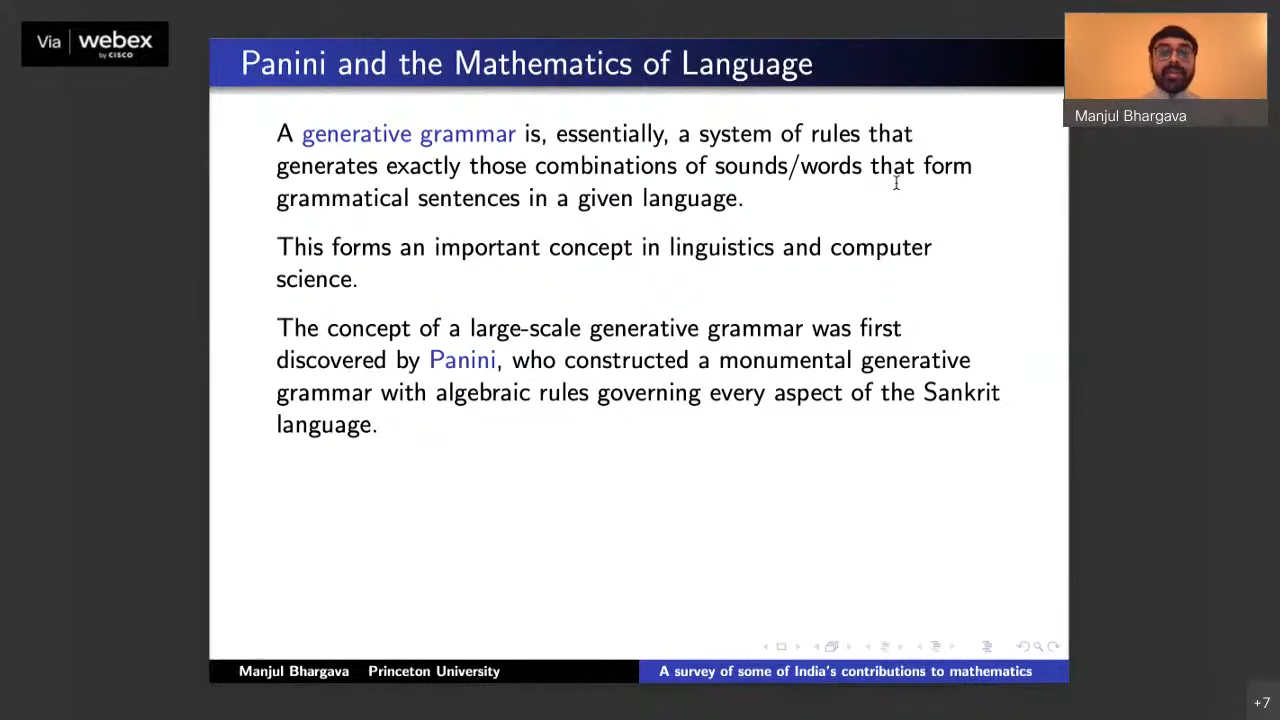 Via webex
by CISCO
Panini and the Mathematics of Language
Manjul Bhargava
A generative grammar is, essentially, a system of rules that
generates exactly those combinations of sounds/words that form
grammatical sentences in a given language.
This forms an important concept in linguistics and computer
science.
The concept of a large-scale generative grammar was first
discovered by Panini, who constructed a monumental generative
grammar with algebraic rules governing every aspect of the Sankrit
language.
Manjul Bhargava Princeton University A survey of some of India's contributions to mathematics
+7